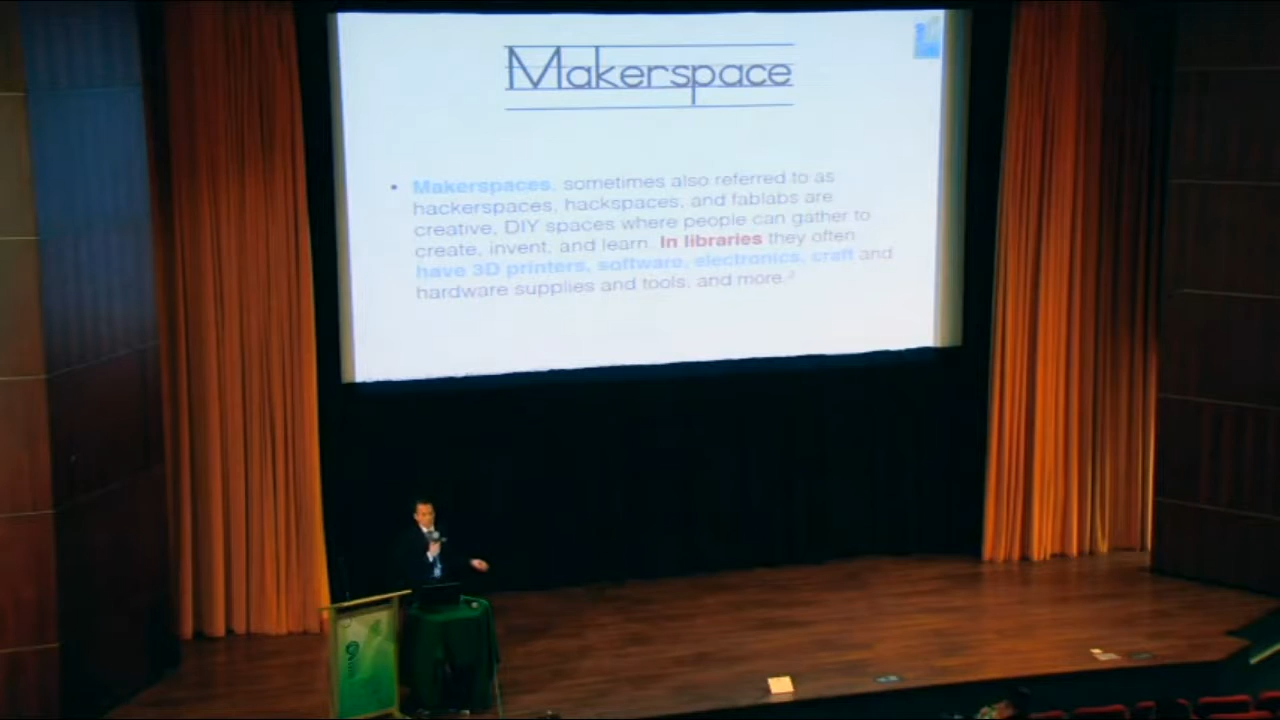 Makerspace
• Makerspaces, sometimes also referred to as
hackerspaces, hackspaces, and fablabs are
creative, DIY spaces where people can gather to
create, invent, and learn. In libraries they often
have 3D printers, software, electronics, craft and
hardware supplies and tools, and more.²